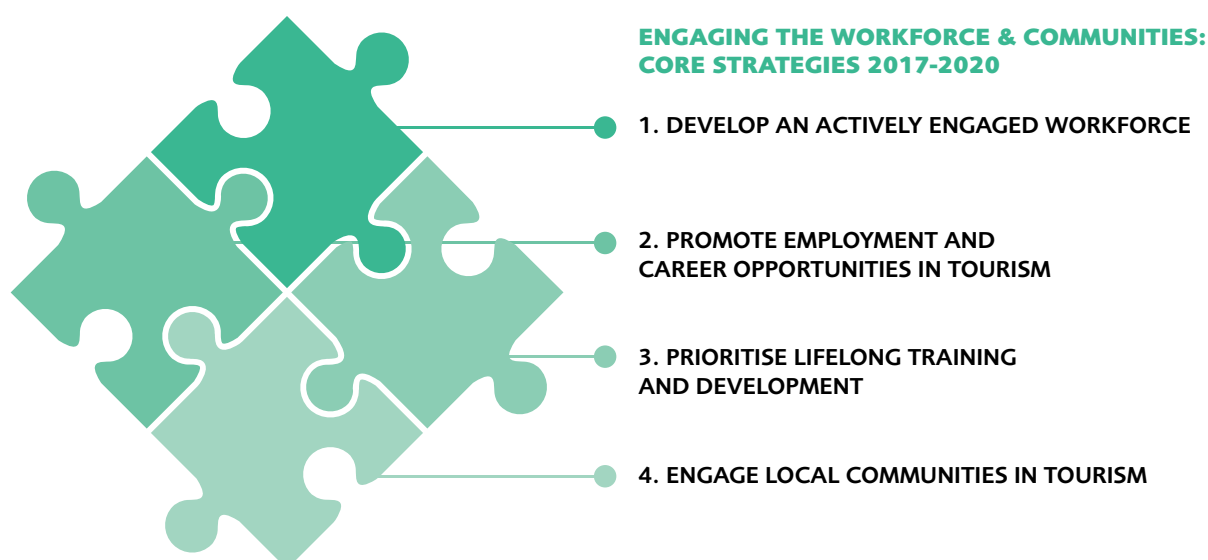 ENGAGING THE WORKFORCE & COMMUNITIES:
CORE STRATEGIES 2017-2020
1. DEVELOP AN ACTIVELY ENGAGED WORKFORCE
2. PROMOTE EMPLOYMENT AND
CAREER OPPORTUNITIES IN TOURISM
3. PRIORITISE LIFELONG TRAINING
AND DEVELOPMENT
4. ENGAGE LOCAL COMMUNITIES IN TOURISM